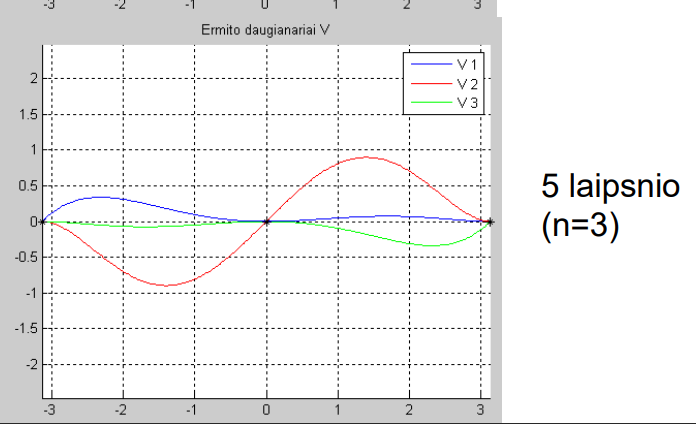 -3 -2 -1 0 1 2 3
Ermito daugianariai V
V 1
V 2
V 3
2
1.5
1
0.5
0
-0.5
-1
-1.5
-2
-3 -2 -1 0 1 2 3
5 laipsnio
(n=3)